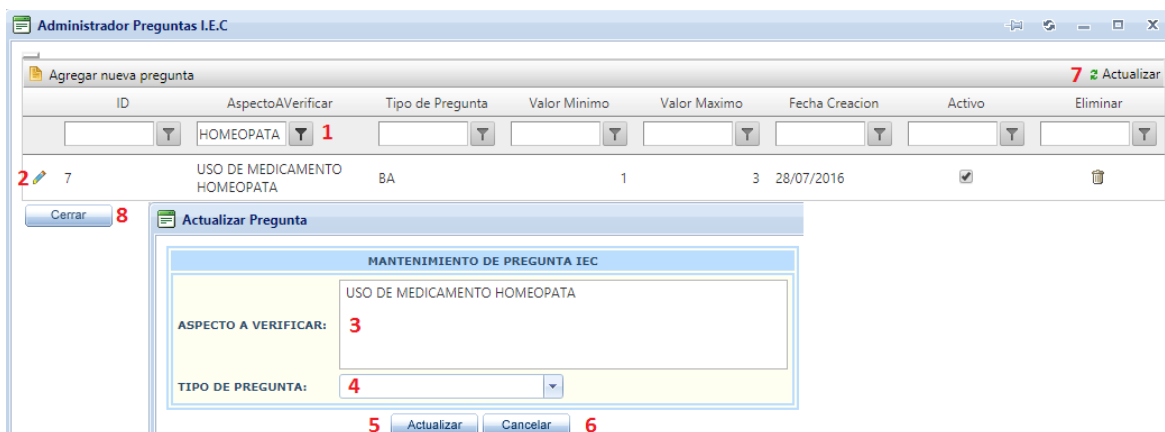 Administrador Preguntas I.E.C
Agregar nueva pregunta 7 Actualizar
ID AspectoAVerificar Tipo de Pregunta Valor Minimo Valor Maximo Fecha Creacion Activo Eliminar
HOMEOPATA 1
2 7 USO DE MEDICAMENTO BA 1 3 28/07/2016
HOMEOPATA
Cerrar 8
Actualizar Pregunta
MANTENIMIENTO DE PREGUNTA IEC
USO DE MEDICAMENTO HOMEOPATA
ASPECTO A VERIFICAR: 3
TIPO DE PREGUNTA: 4
5 Actualizar Cancelar 6